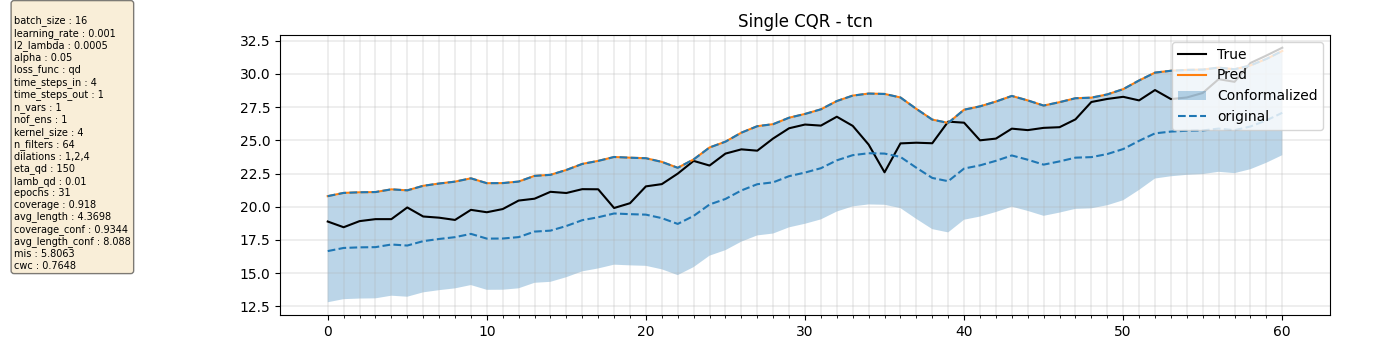 batch_size : 16
learning_rate : 0.001
l2_lambda : 0.0005
alpha : 0.05
loss_func : qd
time_steps_in : 4
time_steps_out : 1
n_vars : 1
nof_ens : 1
kernel_size : 4
n_filters : 64
dilations : 1,2,4
eta_qd : 150
lamb_qd : 0.01
epochs : 31
coverage : 0.918
avg_length : 4.3698
coverage_conf : 0.9344
avg_length_conf : 8.088
mis : 5.8063
cwc : 0.7648
Single CQR - tcn
32.5
30.0
27.5
25.0
22.5
20.0
17.5
15.0
12.5
0 10 20 30 40 50 60
True
Pred
Conformalized
original